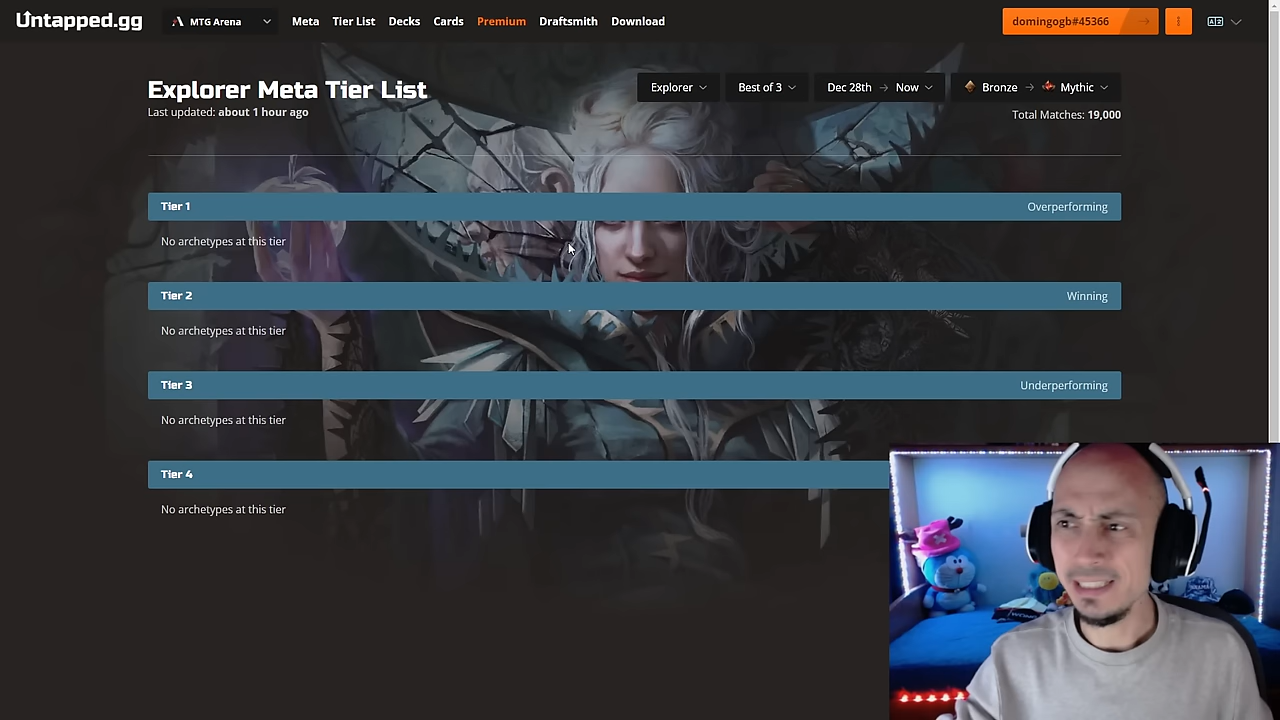 Untapped.gg
MTG Arena
Meta
Tier List
Decks
Cards
Premium
Draftsmith
Download
domingogb#45366
Explorer Meta Tier List
Last updated: about 1 hour ago
Explorer
Best of 3
Dec 28th → Now
Bronze → Mythic
Total Matches: 19,000
Tier 1
Overperforming
No archetypes at this tier
Tier 2
Winning
No archetypes at this tier
Tier 3
Underperforming
No archetypes at this tier
Tier 4
No archetypes at this tier